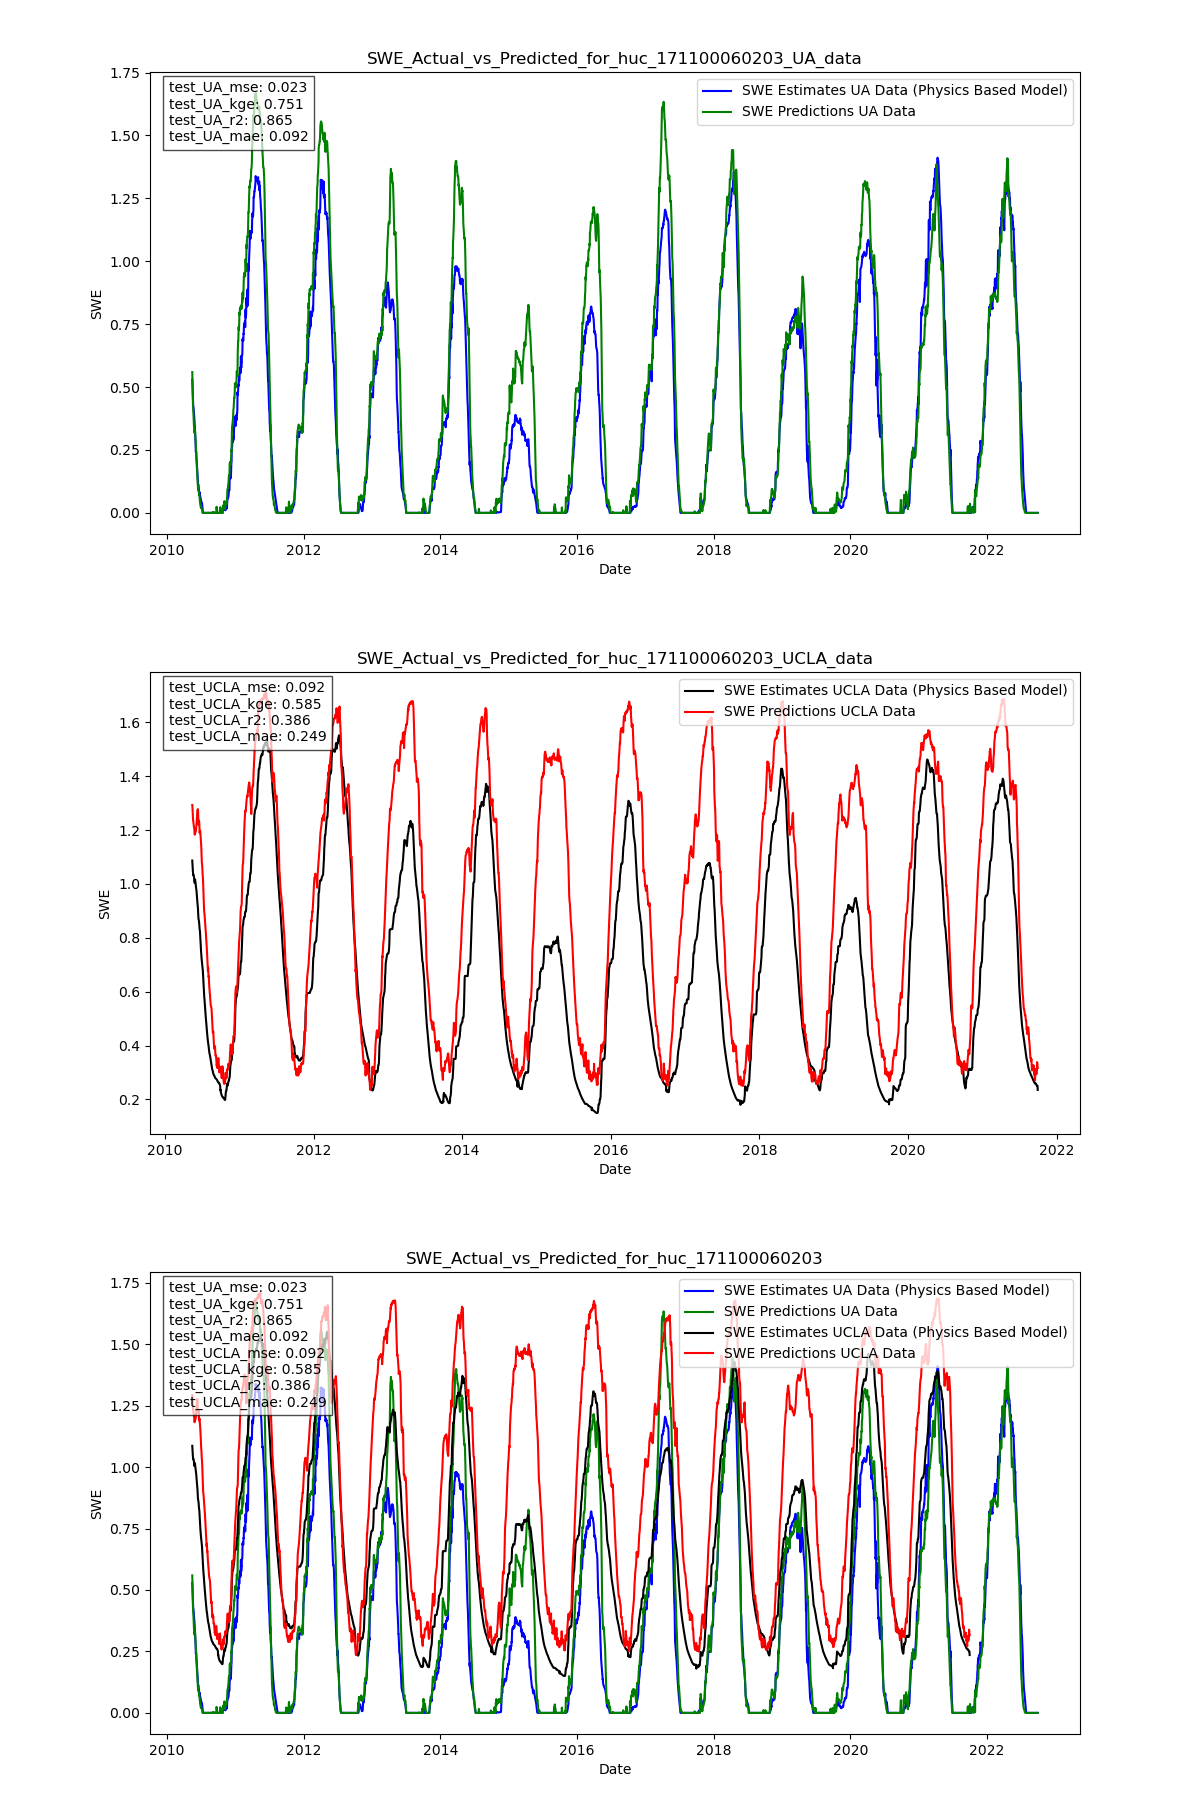 SWE_Actual_vs_Predicted_for_huc_171100060203_UA_data
1.75
test_UA_mse: 0.023
test_UA_kge: 0.751
test_UA_r2: 0.865
test_UA_mae: 0.092
SWE Estimates UA Data (Physics Based Model)
SWE Predictions UA Data
1.50
1.25
1.00
0.75
0.50
0.25
0.00
SWE
2010 2012 2014 2016 2018 2020 2022
Date
SWE_Actual_vs_Predicted_for_huc_171100060203_UCLA_data
test_UCLA_mse: 0.092
test_UCLA_kge: 0.585
test_UCLA_r2: 0.386
test_UCLA_mae: 0.249
SWE Estimates UCLA Data (Physics Based Model)
SWE Predictions UCLA Data
1.6
1.4
1.2
1.0
0.8
0.6
0.4
0.2
SWE
2010 2012 2014 2016 2018 2020 2022
Date
SWE_Actual_vs_Predicted_for_huc_171100060203
1.75
test_UA_mse: 0.023
test_UA_kge: 0.751
test_UA_r2: 0.865
test_UA_mae: 0.092
test_UCLA_mse: 0.092
test_UCLA_kge: 0.585
test_UCLA_r2: 0.386
test_UCLA_mae: 0.249
SWE Estimates UA Data (Physics Based Model)
SWE Predictions UA Data
SWE Estimates UCLA Data (Physics Based Model)
SWE Predictions UCLA Data
1.50
1.25
1.00
0.75
0.50
0.25
0.00
SWE
2010 2012 2014 2016 2018 2020 2022
Date